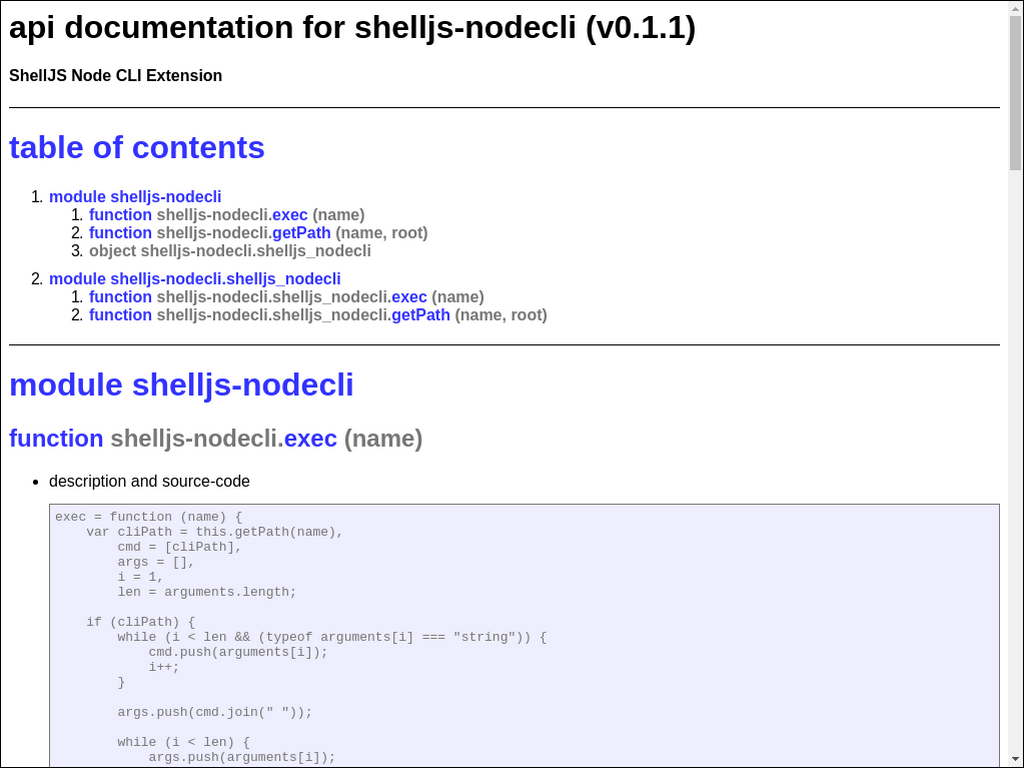 api documentation for shelljs-nodecli (v0.1.1)
ShellJS Node CLI Extension
table of contents
1. module shelljs-nodecli
1. function shelljs-nodecli.exec (name)
2. function shelljs-nodecli.getPath (name, root)
3. object shelljs-nodecli.shelljs_nodecli
2. module shelljs-nodecli.shelljs_nodecli
1. function shelljs-nodecli.shelljs_nodecli.exec (name)
2. function shelljs-nodecli.shelljs_nodecli.getPath (name, root)
module shelljs-nodecli
function shelljs-nodecli.exec (name)
• description and source-code
exec = function (name) {
    var cliPath = this.getPath(name),
        cmd = [cliPath],
        args = [],
        i = 1,
        len = arguments.length;
    if (cliPath) {
        while (i < len && (typeof arguments[i] === "string")) {
            cmd.push(arguments[i]);
            i++;
        }
        args.push(cmd.join(" "));
        while (i < len) {
            args.push(arguments[i]);